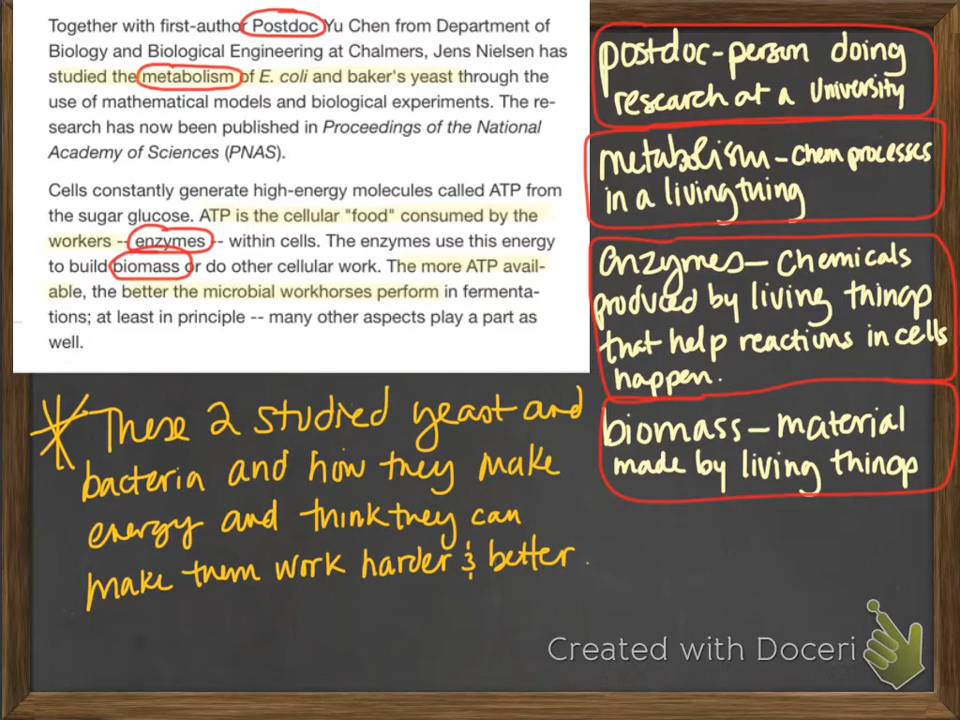 Together with first-author Postdoc Yu Chen from Department of
Biology and Biological Engineering at Chalmers, Jens Nielsen has
studied the metabolism of E. coli and baker's yeast through the
use of mathematical models and biological experiments. The re-
search has now been published in Proceedings of the National
Academy of Sciences (PNAS).
Cells constantly generate high-energy molecules called ATP from
the sugar glucose. ATP is the cellular "food" consumed by the
workers -- enzymes -- within cells. The enzymes use this energy
to build biomass or do other cellular work. The more ATP avail-
able, the better the microbial workhorses perform in fermenta-
tions; at least in principle -- many other aspects play a part as
well.
postdoc-person doing
research at a University
metabolism-chem processes
in a living thing
enzymes- chemicals
produced by living things
that help reactions in cells
happen.
biomass-material
made by living things
These 2 studied yeast and
bacteria and how they make
energy and think they can
make them work harder & better.
Created with Doceri